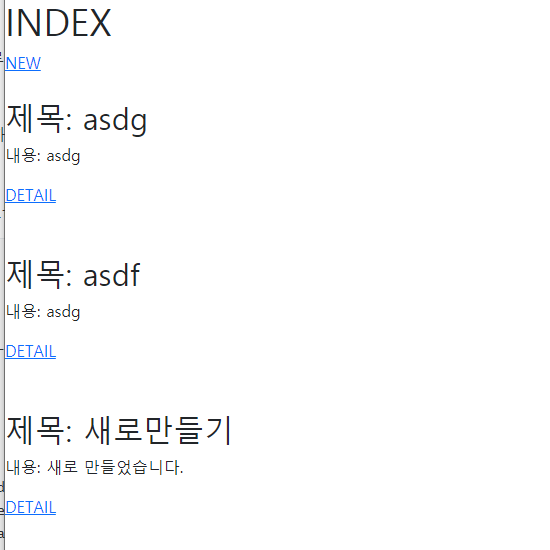 INDEX
NEW
제목: asdg
내용: asdg
DETAIL
제목: asdf
내용: asdg
DETAIL
제목: 새로만들기
내용: 새로 만들었습니다.
DETAIL